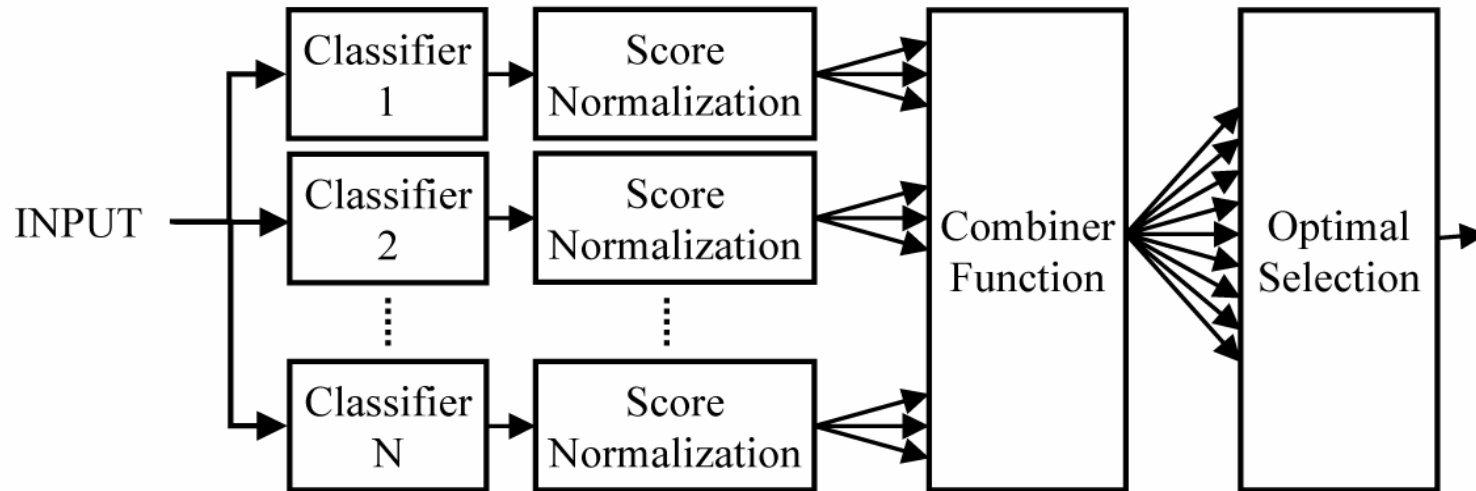 Classifier
1
Score
Normalization
INPUT
Classifier
2
Score
Normalization
Combiner
Function
Optimal
Selection
Classifier
N
Score
Normalization